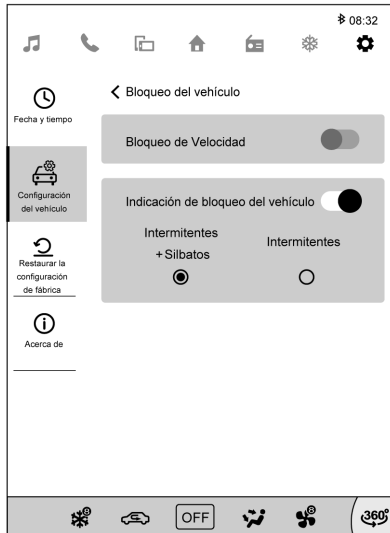 08:32
Fecha y tiempo
Configuración
del vehículo
Restaurar la
configuración
de fábrica
Acerca de
Bloqueo del vehículo
Bloqueo de Velocidad
Indicación de bloqueo del vehículo
Intermitentes
+Silbatos
Intermitentes
OFF
360°